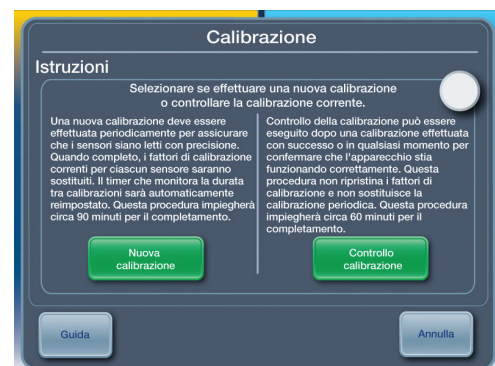 Calibrazione
Istruzioni
Selezionare se effettuare una nuova calibrazione
o controllare la calibrazione corrente.
Una nuova calibrazione deve essere
effettuata periodicamente per assicurare
che i sensori siano letti con precisione.
Quando completo, i fattori di calibrazione
correnti per ciascun sensore saranno
sostituiti. Il timer che monitora la durata
tra calibrazioni sarà automaticamente
reimpostato. Questa procedura impiegherà
circa 90 minuti per il completamento.
Nuova
calibrazione
Controllo della calibrazione può essere
eseguito dopo una calibrazione effettuata
con successo o in qualsiasi momento per
confermare che l'apparecchio stia
funzionando correttamente. Questa
procedura non ripristina i fattori di
calibrazione e non sostituisce la
calibrazione periodica. Questa procedura
impiegherà circa 60 minuti per il
completamento.
Controllo
calibrazione
Guida
Annulla